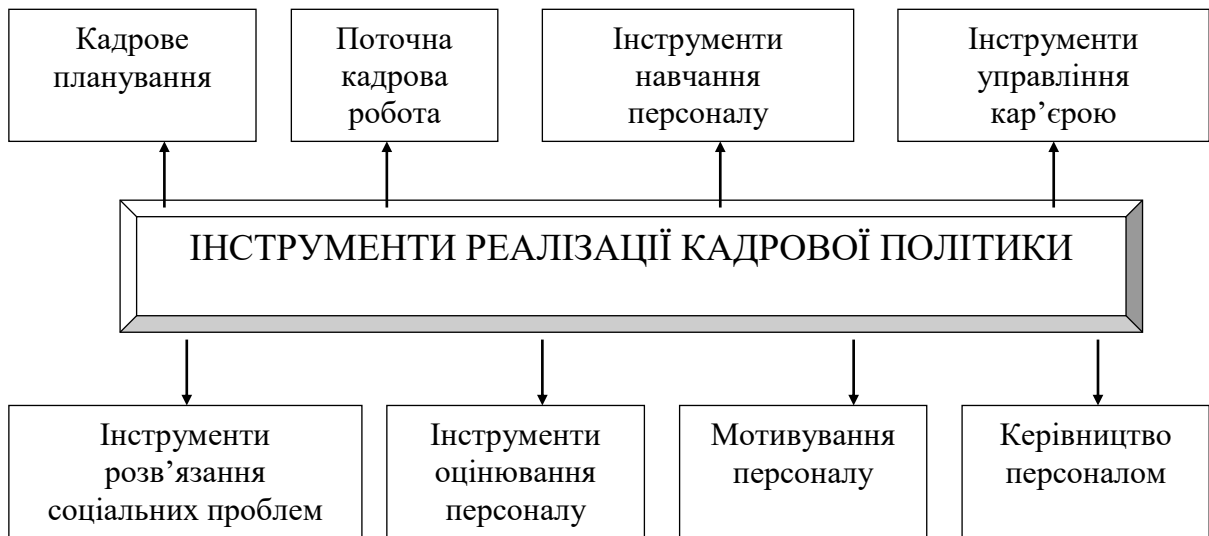 Кадрове
планування
Поточна
кадрова
робота
Інструменти
навчання
персоналу
Інструменти
управління
кар’єрою
ІНСТРУМЕНТИ РЕАЛІЗАЦІЇ КАДРОВОЇ ПОЛІТИКИ
Інструменти
розв’язання
соціальних проблем
Інструменти
оцінювання
персоналу
Мотивування
персоналу
Керівництво
персоналом